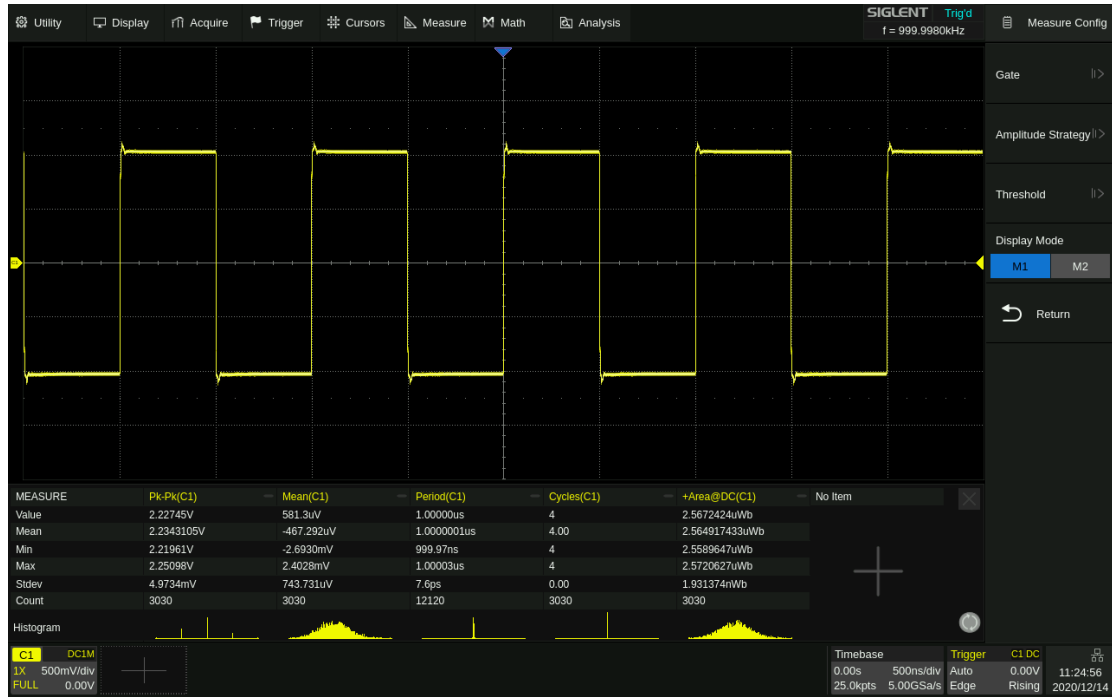 Utility Display Acquire Trigger Cursors Measure Math Analysis SIGLENT Trig'd Measure Config
f = 999.9980kHz
Gate
Amplitude Strategy
Threshold
Display Mode
M1 M2
Return
C1
MEASURE Pk-Pk(C1) Mean(C1) Period(C1) Cycles(C1) +Area@DC(C1) No Item
Value 2.22745V 581.3uV 1.00000us 4 2.5672424uWb
Mean 2.2343105V -467.292uV 1.0000001us 4.00 2.564917433uWb
Min 2.21961V -2.6930mV 999.97ns 4 2.5589647uWb
Max 2.25098V 2.4028mV 1.00003us 4 2.5720627uWb
Stdev 4.9734mV 743.731uV 7.6ps 0.00 1.931374nWb
Count 3030 3030 12120 3030 3030
Histogram
C1 DC1M Timebase Trigger C1 DC
1X 500mV/div 0.00s 500ns/div Auto 0.00V 11:24:56
FULL 0.00V 25.0kpts 5.00GSa/s Edge Rising 2020/12/14